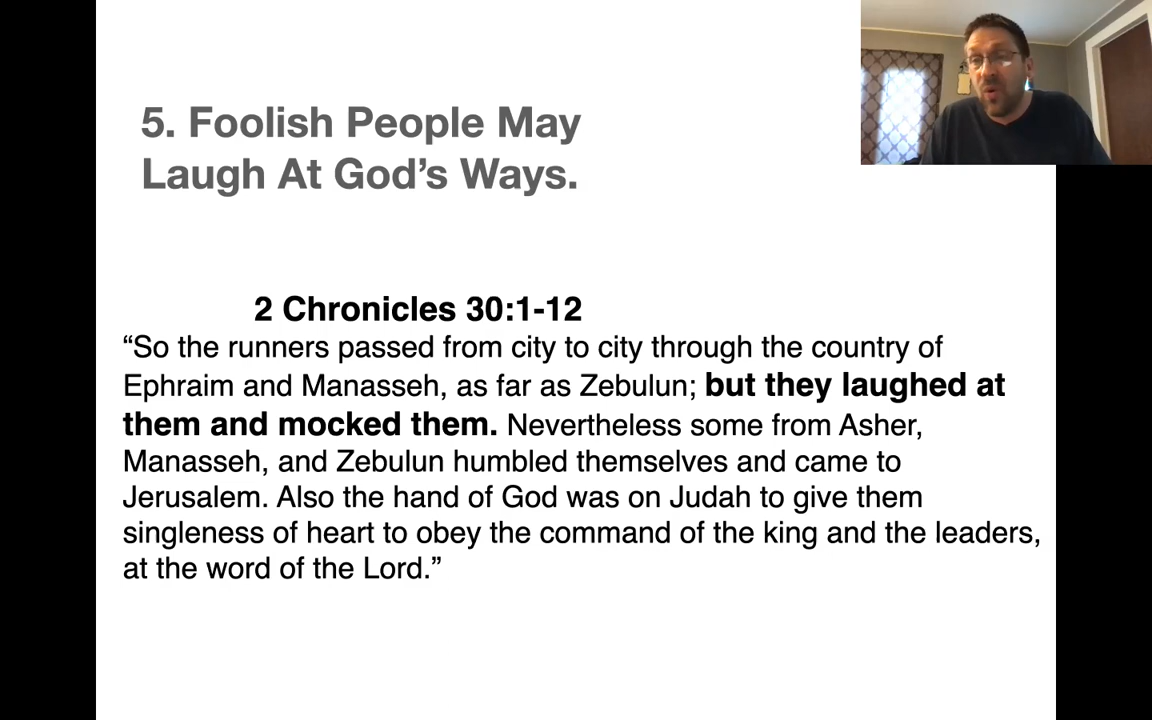 5. Foolish People May
Laugh At God’s Ways.
2 Chronicles 30:1-12
“So the runners passed from city to city through the country of
Ephraim and Manasseh, as far as Zebulun; but they laughed at
them and mocked them. Nevertheless some from Asher,
Manasseh, and Zebulun humbled themselves and came to
Jerusalem. Also the hand of God was on Judah to give them
singleness of heart to obey the command of the king and the leaders,
at the word of the Lord.”